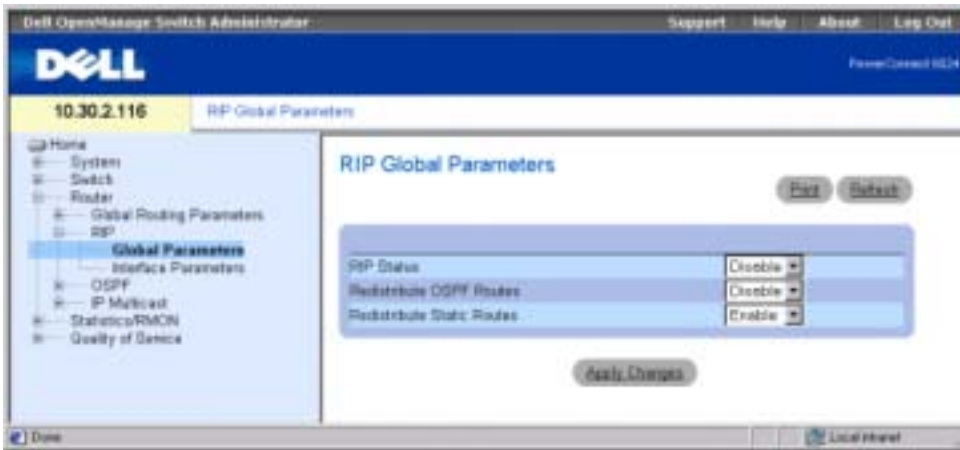 Dell OpenManage Switch Administrator
Support Help About Log Out
DELL
PowerConnect 6024
10.30.2.116
RIP Global Parameters
Home
System
Switch
Router
Global Routing Parameters
RIP
Global Parameters
Interface Parameters
OSPF
IP Multicast
Statistics/RMON
Quality of Service
RIP Global Parameters
Print Refresh
RIP Status Disable
Redistribute OSPF Routes Disable
Redistribute Static Routes Enable
Apply Changes
Done
Local intranet